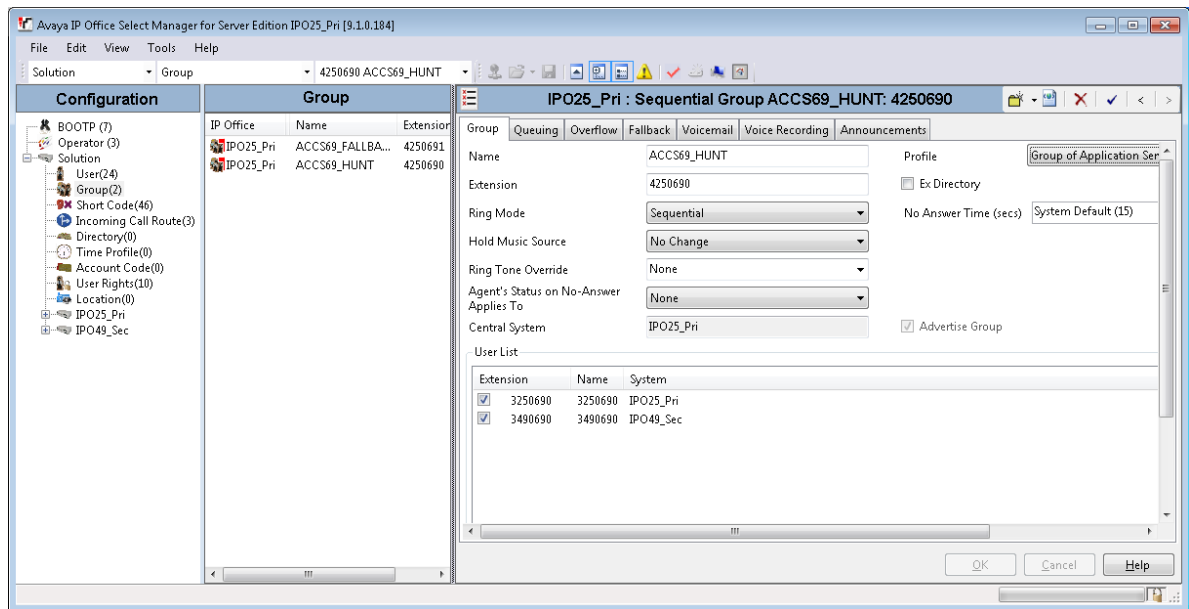 Avaya IP Office Select Manager for Server Edition IPO25_Pri [9.1.0.184]
File Edit View Tools Help
Solution Group 4250690 ACCS69_HUNT
Configuration
BOOTP (7)
Operator (3)
Solution
User(24)
Group(2)
Short Code(46)
Incoming Call Route(3)
Directory(0)
Time Profile(0)
Account Code(0)
User Rights(10)
Location(0)
IPO25_Pri
IPO49_Sec
Group
IP Office Name Extension
IPO25_Pri ACCS69_FALLBA... 4250691
IPO25_Pri ACCS69_HUNT 4250690
IPO25_Pri : Sequential Group ACCS69_HUNT: 4250690
Group Queuing Overflow Fallback Voicemail Voice Recording Announcements
Name ACCS69_HUNT Profile Group of Application Ser
Extension 4250690 Ex Directory
Ring Mode Sequential No Answer Time (secs) System Default (15)
Hold Music Source No Change
Ring Tone Override None
Agent's Status on No-Answer
Applies To None
Central System IPO25_Pri Advertise Group
User List
Extension Name System
3250690 3250690 IPO25_Pri
3490690 3490690 IPO49_Sec
OK Cancel Help